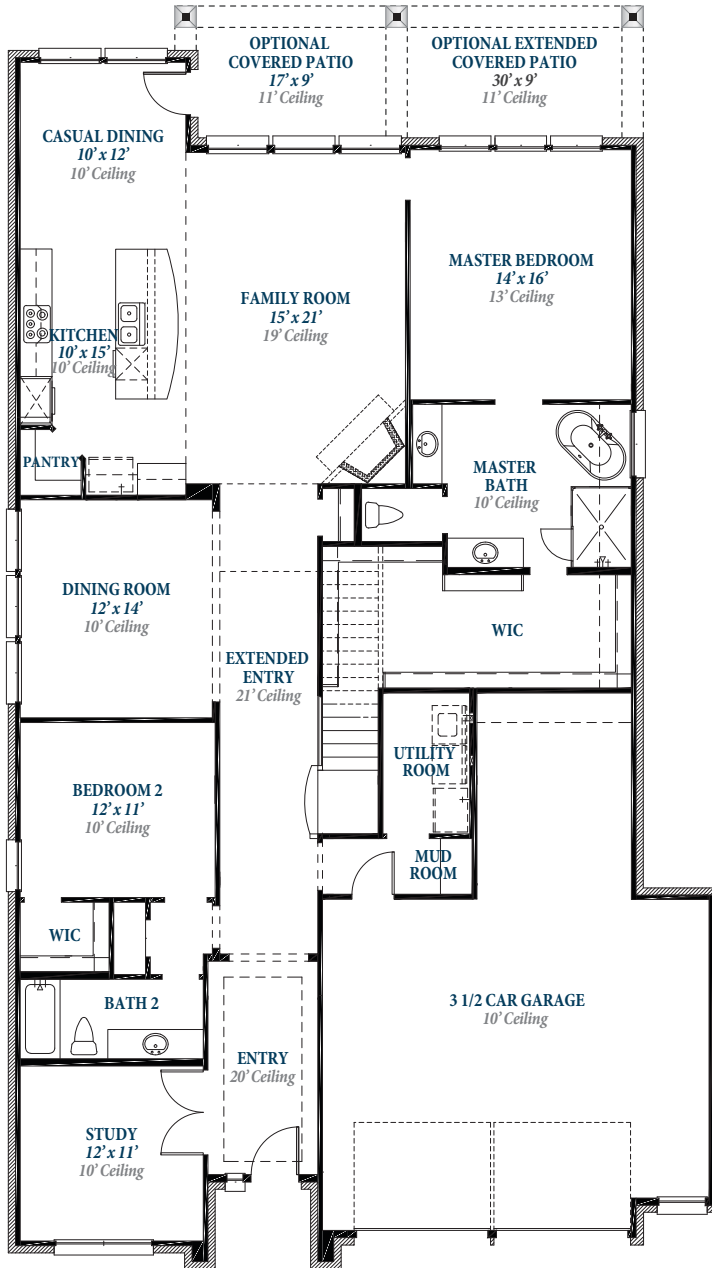 OPTIONAL
COVERED PATIO
17' x 9'
11' Ceiling
OPTIONAL EXTENDED
COVERED PATIO
30' x 9'
11' Ceiling
CASUAL DINING
10' x 12'
10' Ceiling
MASTER BEDROOM
14' x 16'
13' Ceiling
FAMILY ROOM
15' x 21'
19' Ceiling
KITCHEN
10' x 15'
10' Ceiling
PANTRY
MASTER
BATH
10' Ceiling
DINING ROOM
12' x 14'
10' Ceiling
WIC
EXTENDED
ENTRY
21' Ceiling
UTILITY
ROOM
BEDROOM 2
12' x 11'
10' Ceiling
MUD
ROOM
WIC
BATH 2
3 1/2 CAR GARAGE
10' Ceiling
ENTRY
20' Ceiling
STUDY
12' x 11'
10' Ceiling